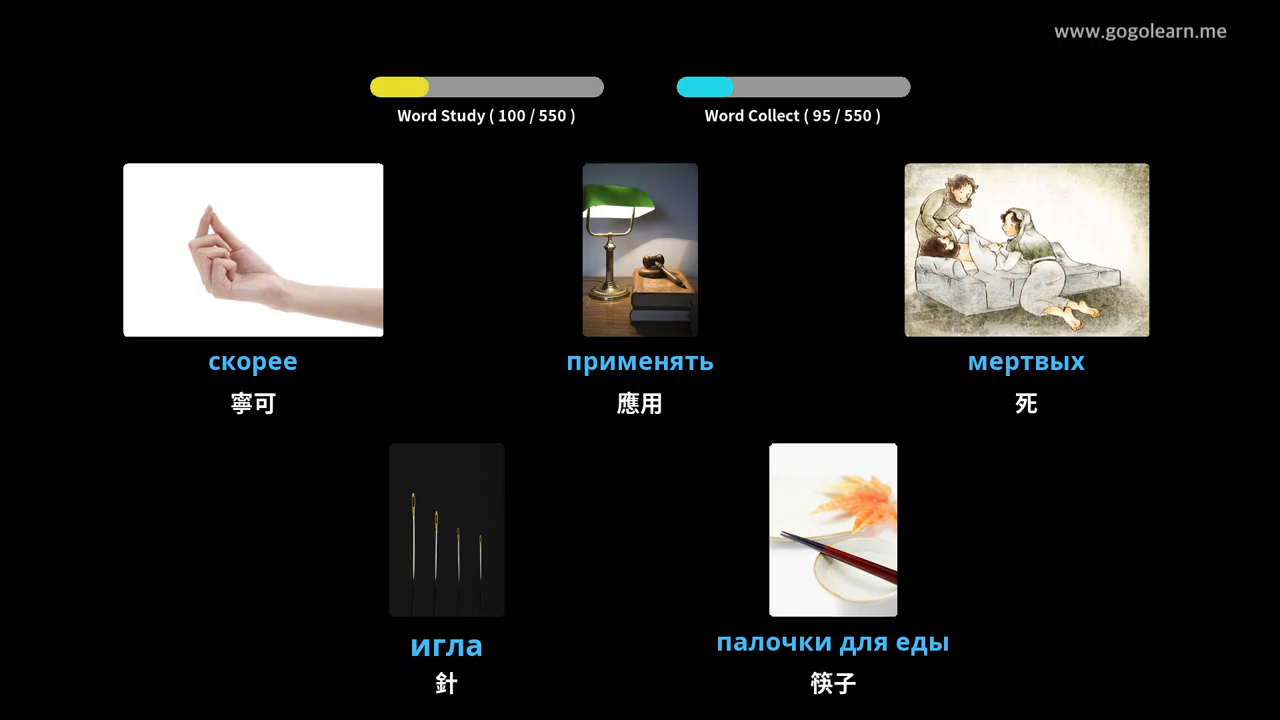 www.gogolearn.me
Word Study ( 100 / 550 )
Word Collect ( 95 / 550 )
скорее
寧可
применять
應用
мертвых
死
игла
針
палочки для еды
筷子